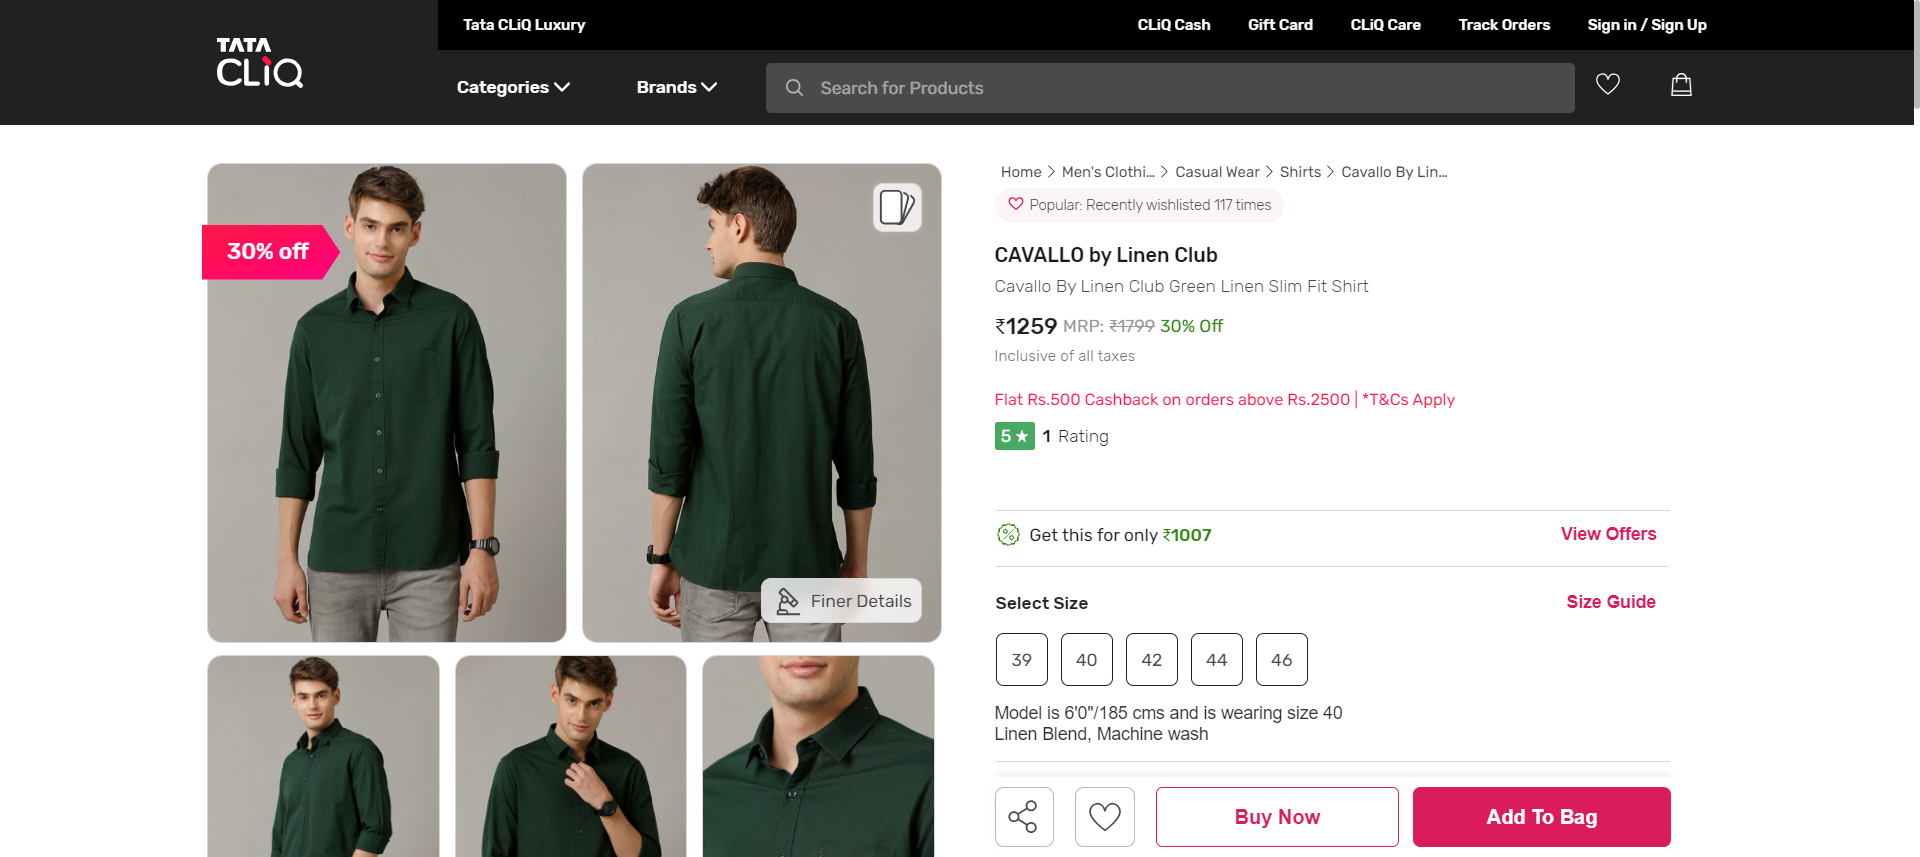 Tata CLiQ Luxury
CLiQ Cash
Gift Card
CLiQ Care
Track Orders
Sign in / Sign Up
TATA
CLiQ
Categories
Brands
Search for Products
30% off
Finer Details
Home > Men's Clothi... > Casual Wear > Shirts > Cavallo By Lin...
Popular: Recently wishlisted 117 times
CAVALLO by Linen Club
Cavallo By Linen Club Green Linen Slim Fit Shirt
₹1259 MRP: ₹1799 30% Off
Inclusive of all taxes
Flat Rs.500 Cashback on orders above Rs.2500 | *T&Cs Apply
5 ★ 1 Rating
Get this for only ₹1007
View Offers
Select Size
Size Guide
39
40
42
44
46
Model is 6'0"/185 cms and is wearing size 40
Linen Blend, Machine wash
Buy Now
Add To Bag